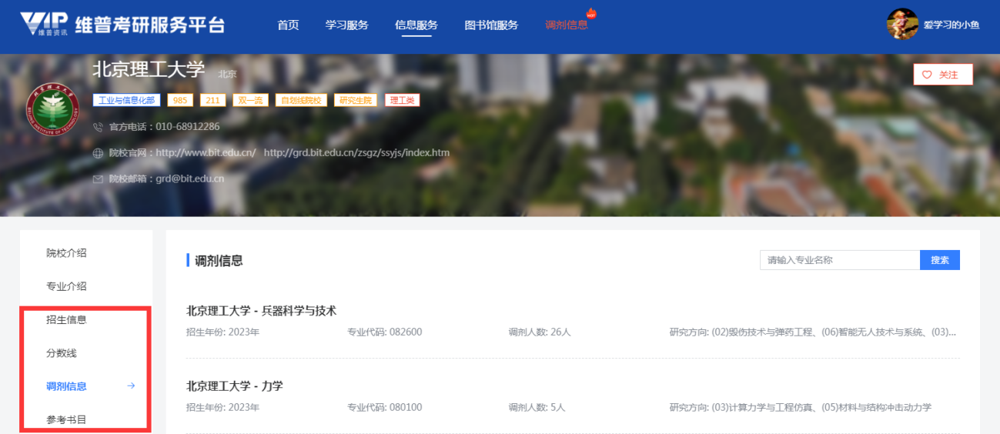 VIP 维普资讯 维普考研服务平台 首页 学习服务 信息服务 图书馆服务 调剂信息 HOT 爱学习的小鱼
北京理工大学 北京
关注
工业与信息化部 985 211 双一流 自划线院校 研究生院 理工类
官方电话：010-68912286
院校官网：http://www.bit.edu.cn/ http://grd.bit.edu.cn/zsgz/ssyjs/index.htm
院校邮箱：grd@bit.edu.cn
院校介绍
专业介绍
招生信息
分数线
调剂信息
参考书目
调剂信息 请输入专业名称 搜索
北京理工大学 - 兵器科学与技术
招生年份: 2023年 专业代码: 082600 调剂人数: 26人 研究方向: (02)毁伤技术与弹药工程、(06)智能无人技术与系统、(03)...
北京理工大学 - 力学
招生年份: 2023年 专业代码: 080100 调剂人数: 5人 研究方向: (03)计算力学与工程仿真、(05)材料与结构冲击动力学